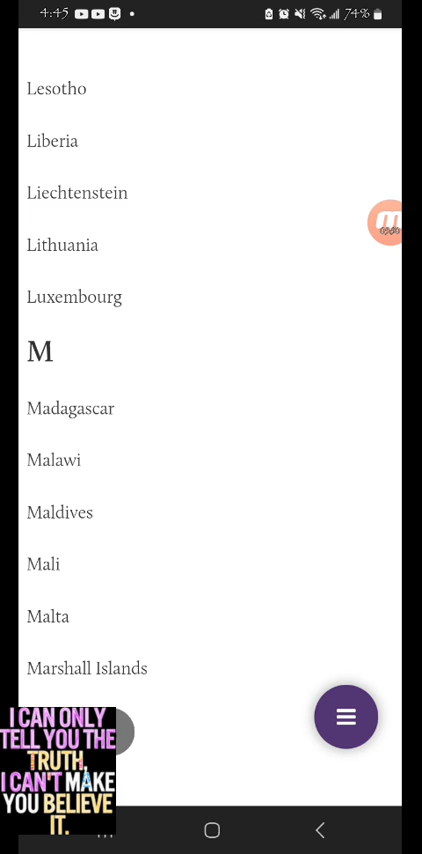 4:45
74%
Lesotho
Liberia
Liechtenstein
Lithuania
Luxembourg
M
Madagascar
Malawi
Maldives
Mali
Malta
Marshall Islands
I CAN ONLY
TELL YOU THE
TRUTH,
I CAN'T MAKE
YOU BELIEVE
IT.